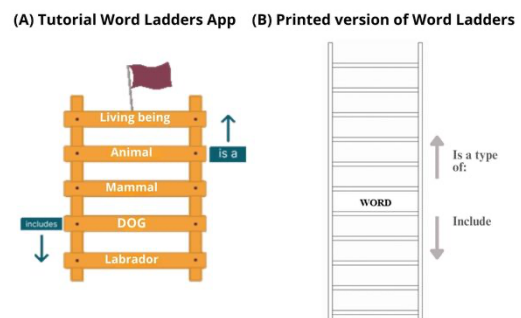 (A) Tutorial Word Ladders App
(B) Printed version of Word Ladders
Living being
Animal
is a
Mammal
includes
DOG
Labrador
Is a type
of:
WORD
Include